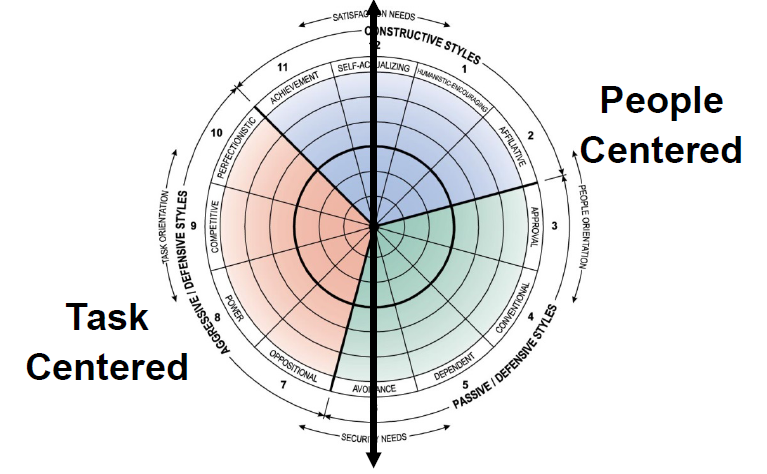 SATISFACTION NEEDS
CONSTRUCTIVE STYLES
12
11
1
SELF-ACTUALIZING
ACHIEVEMENT
HUMANISTIC-ENCOURAGING
People
Centered
10
2
PERFECTIONISTIC
AFFILIATIVE
TASK ORIENTATION
AGGRESSIVE / DEFENSIVE STYLES
9
COMPETITIVE
APPROVAL
3
PEOPLE ORIENTATION
Task
Centered
8
POWER
CONVENTIONAL
4
OPPOSITIONAL
DEPENDENT
7
AVOIDANCE
5
PASSIVE / DEFENSIVE STYLES
SECURITY NEEDS